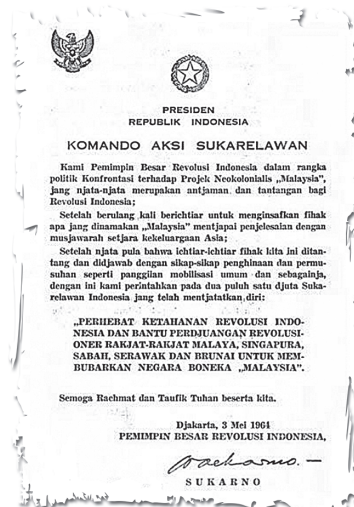 PRESIDEN
REPUBLIK INDONESIA
KOMANDO AKSI SUKARELAWAN
Kami Pemimpin Besar Revolusi Indonesia dalam rangka
politik Konfrontasi terhadap Projek Neokolonialis „Malaysia”,
jang njata-njata merupakan antjaman dan tantangan bagi
Revolusi Indonesia;
Setelah berulang kali berichtiar untuk menginsafkan fihak
apa jang dinamakan „Malaysia” mentjapai penjelesaian dengan
musjawarah setjara kekeluargaan Asia;
Setelah njata pula bahwa ichtiar-ichtiar fihak kita ini ditan-
tang dan didjawab dengan sikap-sikap penghinaan dan permu-
suhan seperti panggilan mobilisasi umum dan sebagainja,
dengan ini kami perintahkan pada dua puluh satu djuta Suka-
relawan Indonesia jang telah mentjatatkan diri:
„PERHEBAT KETAHANAN REVOLUSI INDO-
NESIA DAN BANTU PERDJUANGAN REVOLUSI-
ONER RAKJAT-RAKJAT MALAYA, SINGAPURA,
SABAH, SERAWAK DAN BRUNAI UNTUK MEM-
BUBARKAN NEGARA BONEKA „MALAYSIA”.
Semoga Rachmat dan Taufik Tuhan beserta kita.
Djakarta, 3 Mei 1964
PEMIMPIN BESAR REVOLUSI INDONESIA,
Soekarno.
SUKARNO